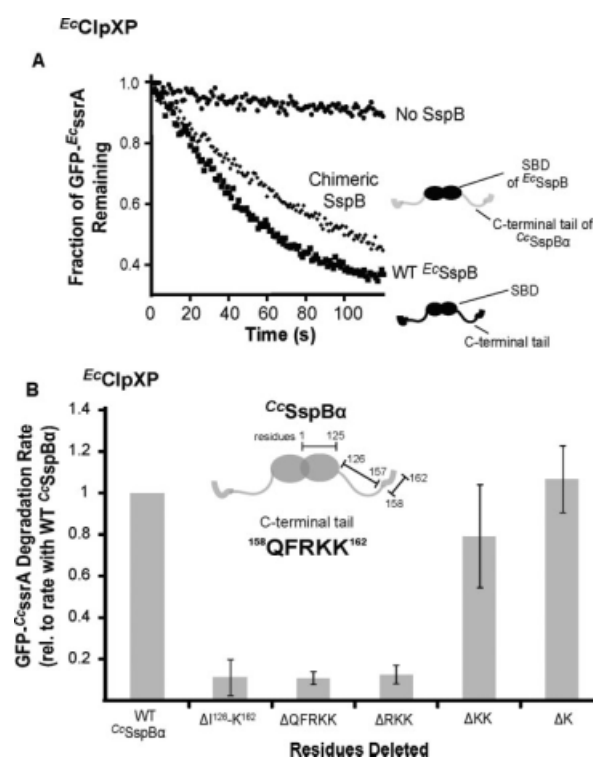 EcClpXP
A
Fraction of GFP-EcssrA
Remaining
1.0
0.8
0.6
0.4
0 20 40 60 80 100
Time (s)
No SspB
Chimeric
SspB
WT EcSspB
SBD
of EcSspB
C-terminal tail of
CcSspBα
SBD
C-terminal tail
EcClpXP
B
GFP-CcssrA Degradation Rate
(rel. to rate with WT CcSspBα)
1.4
1.2
1
0.8
0.6
0.4
0.2
CcSspBα
residues 1 125
126
157
162
158
C-terminal tail
¹⁵⁸QFRKK¹⁶²
WT
CcSspBα
ΔI¹²⁶-K¹⁶²
ΔQFRKK
ΔRKK
ΔKK
ΔK
Residues Deleted